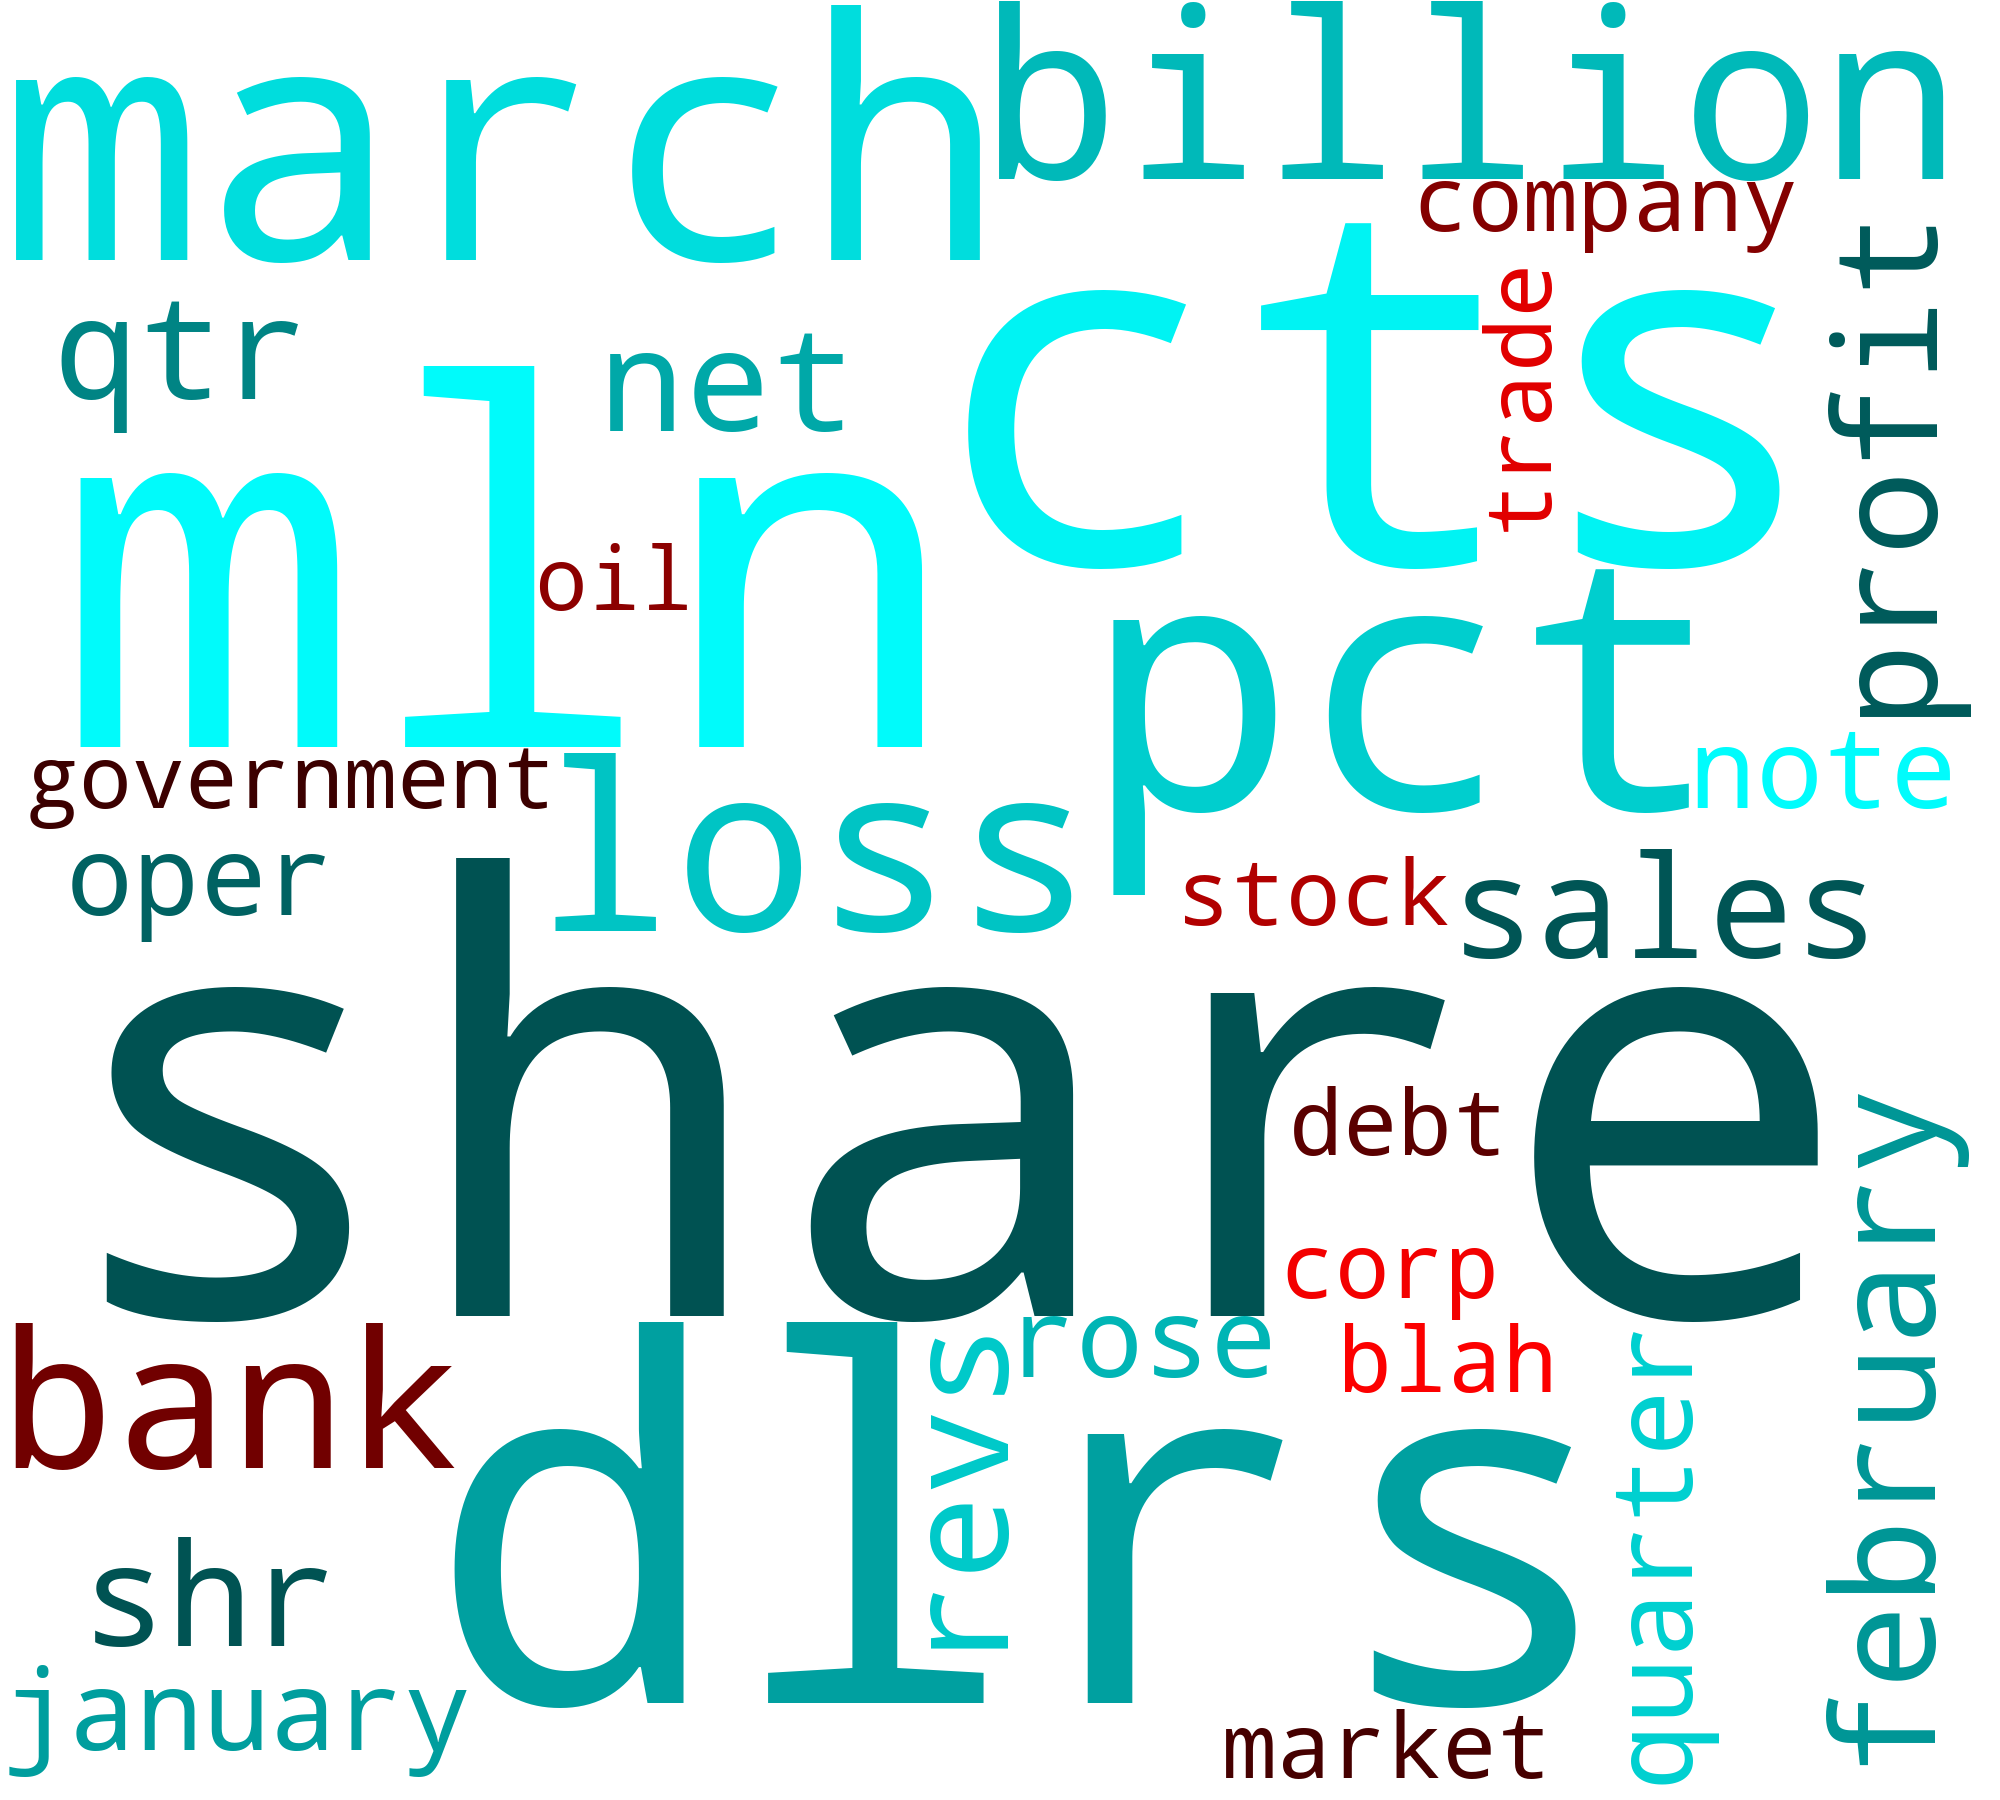 march
billion
company
cts
qtr
net
trade
profit
mln
oil
pct
note
government
loss
oper
stock
sales
share
debt
corp
february
bank
dlrs
revs
rose
blah
quarter
shr
january
market